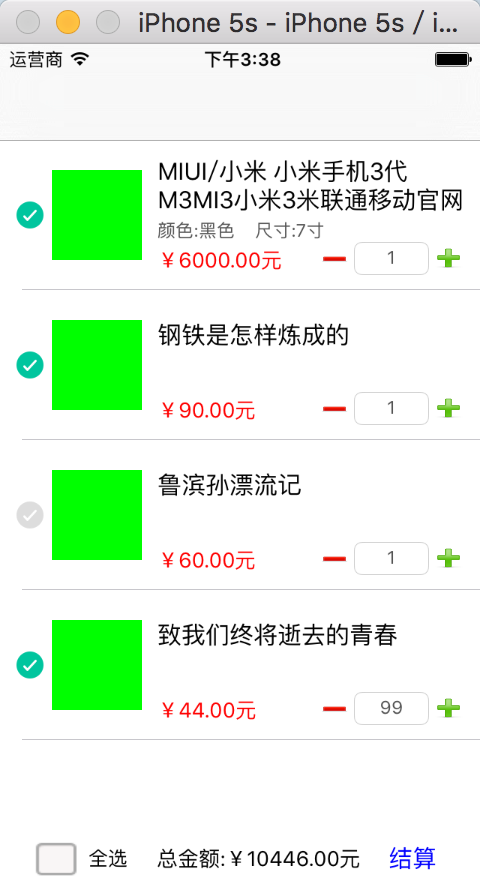 iPhone 5s - iPhone 5s / i...
运营商 下午3:38
MIUI/小米 小米手机3代
M3MI3小米3米联通移动官网
颜色:黑色 尺寸:7寸
￥6000.00元 1
钢铁是怎样炼成的
￥90.00元 1
鲁滨孙漂流记
￥60.00元 1
致我们终将逝去的青春
￥44.00元 99
全选 总金额:￥10446.00元 结算